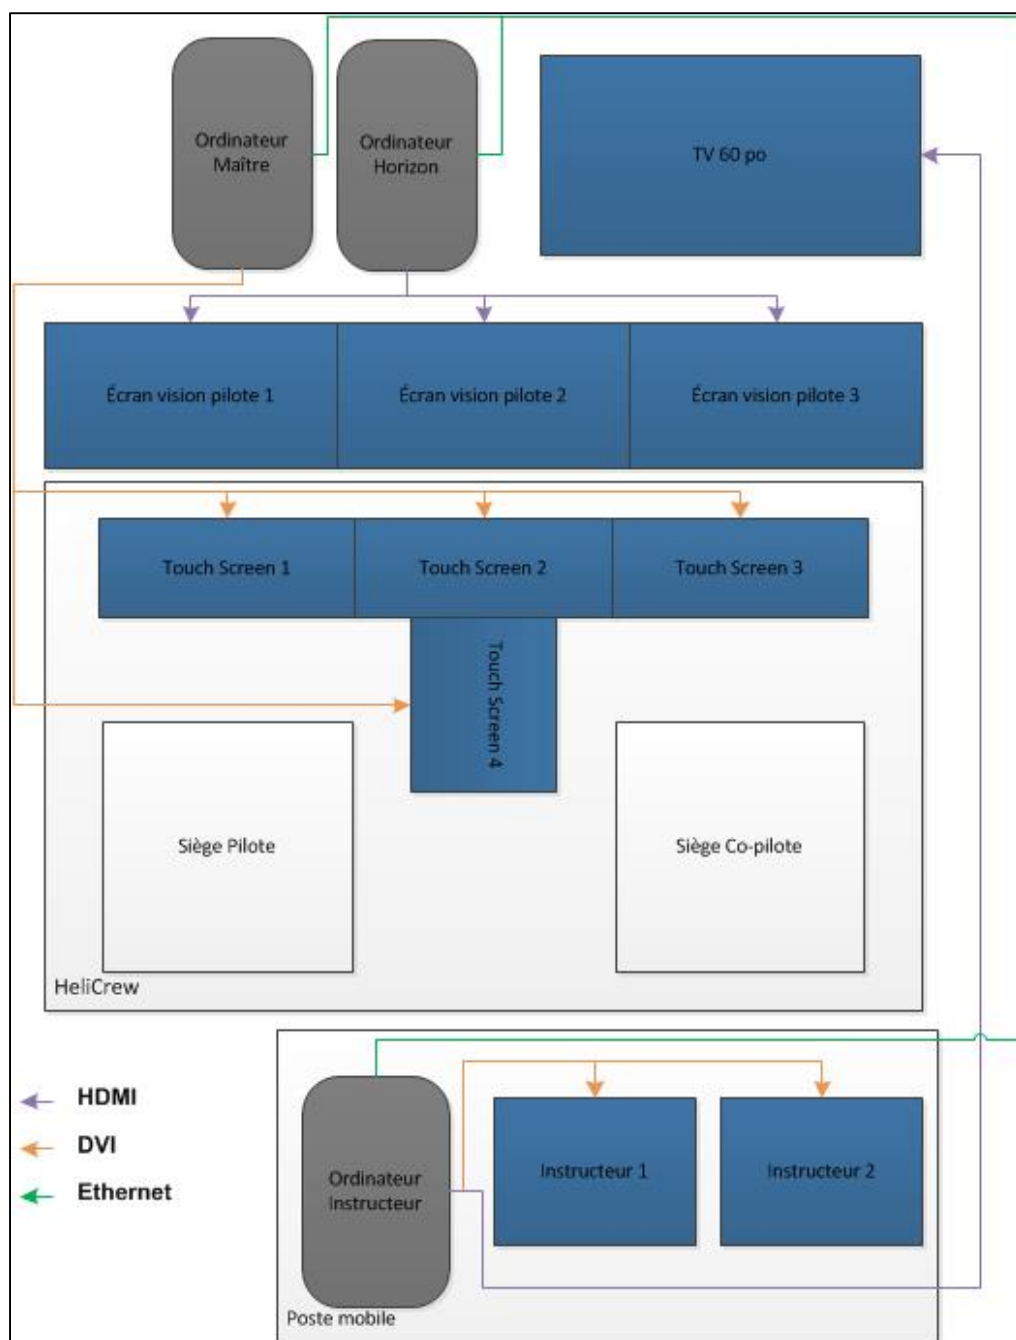 Ordinateur
Maître
Ordinateur
Horizon
TV 60 po
Écran vision pilote 1
Écran vision pilote 2
Écran vision pilote 3
Touch Screen 1
Touch Screen 2
Touch Screen 3
Touch Screen 4
Siège Pilote
Siège Co-pilote
HeliCrew
HDMI
DVI
Ethernet
Ordinateur
Instructeur
Instructeur 1
Instructeur 2
Poste mobile